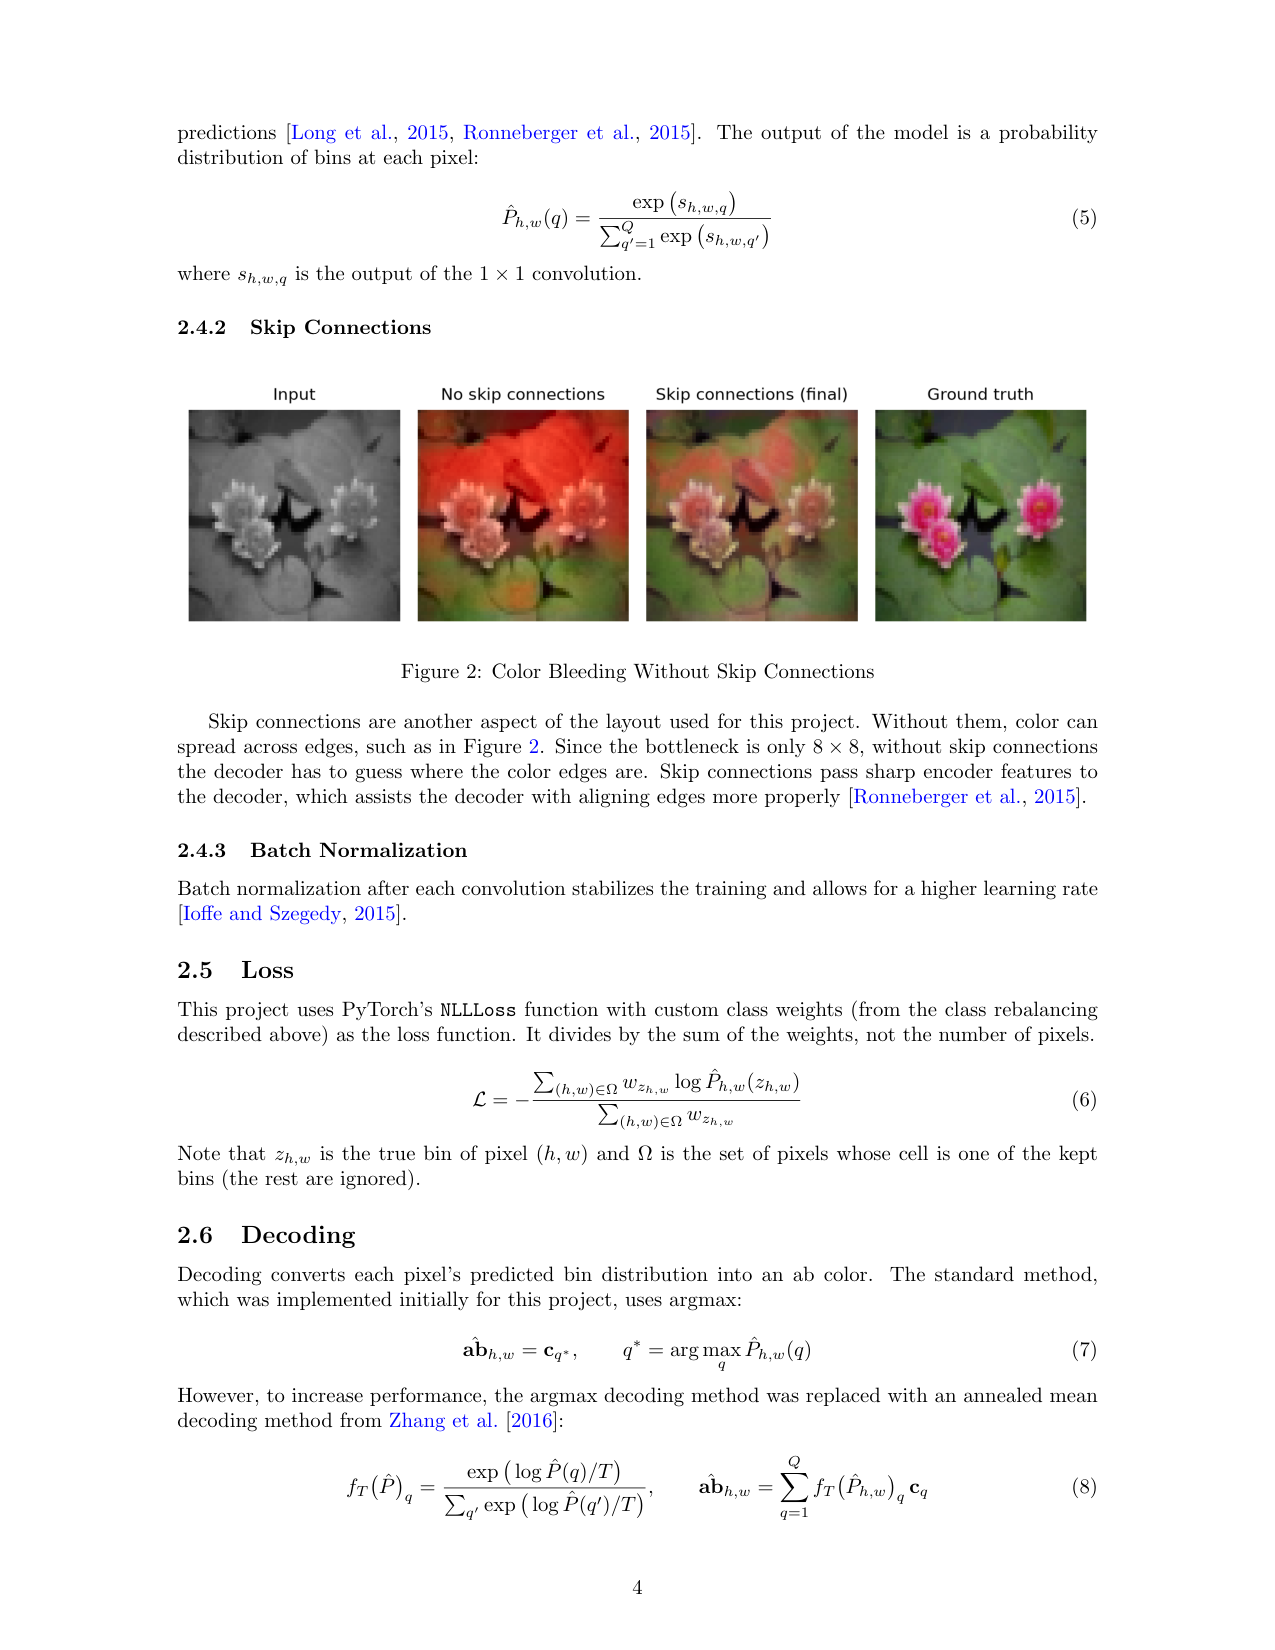 predictions [Long et al., 2015, Ronneberger et al., 2015]. The output of the model is a probability
distribution of bins at each pixel:
P̂_{h,w}(q) = exp(s_{h,w,q}) / ∑_{q′=1}^{Q} exp(s_{h,w,q′}) (5)
where s_{h,w,q} is the output of the 1 × 1 convolution.
2.4.2 Skip Connections
Input No skip connections Skip connections (final) Ground truth
Figure 2: Color Bleeding Without Skip Connections
Skip connections are another aspect of the layout used for this project. Without them, color can
spread across edges, such as in Figure 2. Since the bottleneck is only 8 × 8, without skip connections
the decoder has to guess where the color edges are. Skip connections pass sharp encoder features to
the decoder, which assists the decoder with aligning edges more properly [Ronneberger et al., 2015].
2.4.3 Batch Normalization
Batch normalization after each convolution stabilizes the training and allows for a higher learning rate
[Ioffe and Szegedy, 2015].
2.5 Loss
This project uses PyTorch's NLLLoss function with custom class weights (from the class rebalancing
described above) as the loss function. It divides by the sum of the weights, not the number of pixels.
ℒ = − ∑_{(h,w)∈Ω} w_{z_{h,w}} log P̂_{h,w}(z_{h,w}) / ∑_{(h,w)∈Ω} w_{z_{h,w}} (6)
Note that z_{h,w} is the true bin of pixel (h, w) and Ω is the set of pixels whose cell is one of the kept
bins (the rest are ignored).
2.6 Decoding
Decoding converts each pixel's predicted bin distribution into an ab color. The standard method,
which was implemented initially for this project, uses argmax:
âb_{h,w} = c_{q*}, q* = arg max_q P̂_{h,w}(q) (7)
However, to increase performance, the argmax decoding method was replaced with an annealed mean
decoding method from Zhang et al. [2016]:
f_T(P̂)_q = exp(log P̂(q)/T) / ∑_{q′} exp(log P̂(q′)/T), âb_{h,w} = ∑_{q=1}^{Q} f_T(P̂_{h,w})_q c_q (8)
4